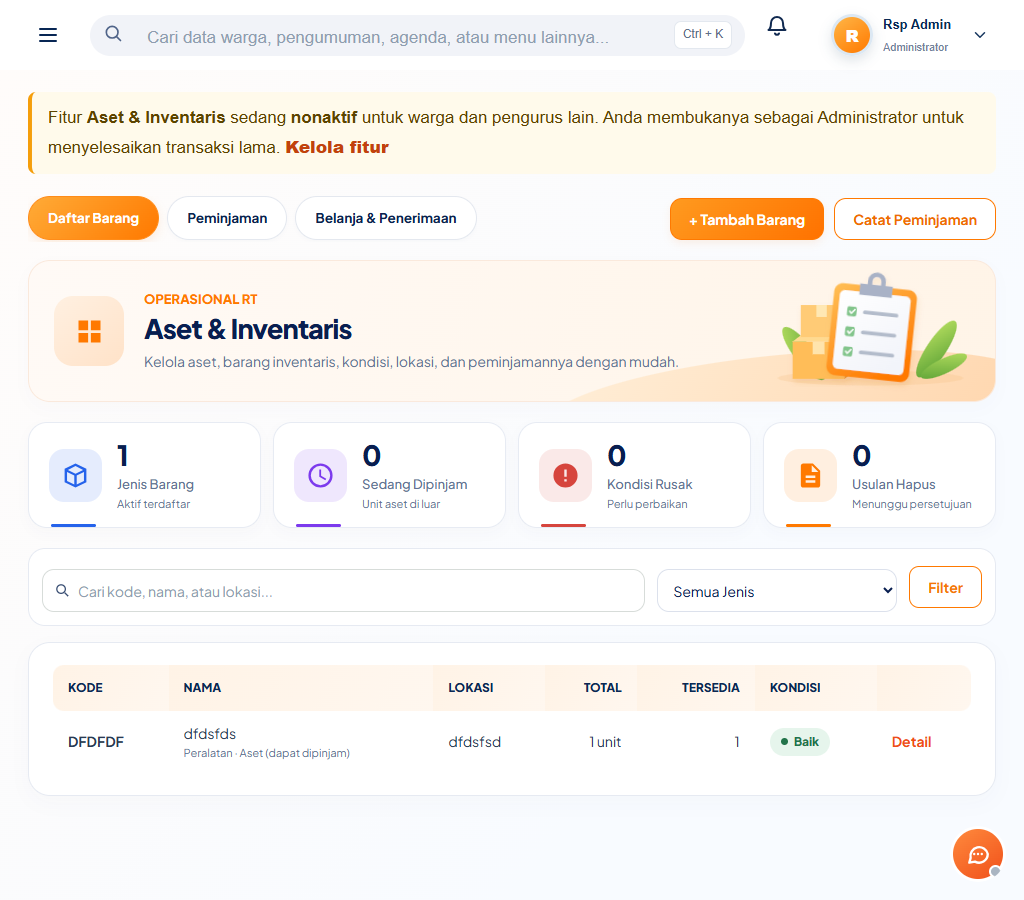 Cari data warga, pengumuman, agenda, atau menu lainnya...
Ctrl + K
R
Rsp Admin
Administrator
Fitur Aset & Inventaris sedang nonaktif untuk warga dan pengurus lain. Anda membukanya sebagai Administrator untuk
menyelesaikan transaksi lama. Kelola fitur
Daftar Barang
Peminjaman
Belanja & Penerimaan
+ Tambah Barang
Catat Peminjaman
OPERASIONAL RT
Aset & Inventaris
Kelola aset, barang inventaris, kondisi, lokasi, dan peminjamannya dengan mudah.
1
Jenis Barang
Aktif terdaftar
0
Sedang Dipinjam
Unit aset di luar
0
Kondisi Rusak
Perlu perbaikan
0
Usulan Hapus
Menunggu persetujuan
Cari kode, nama, atau lokasi...
Semua Jenis
Filter
KODE NAMA LOKASI TOTAL TERSEDIA KONDISI
DFDFDF dfdsfds dfdsfsd 1 unit 1 Baik Detail
Peralatan · Aset (dapat dipinjam)